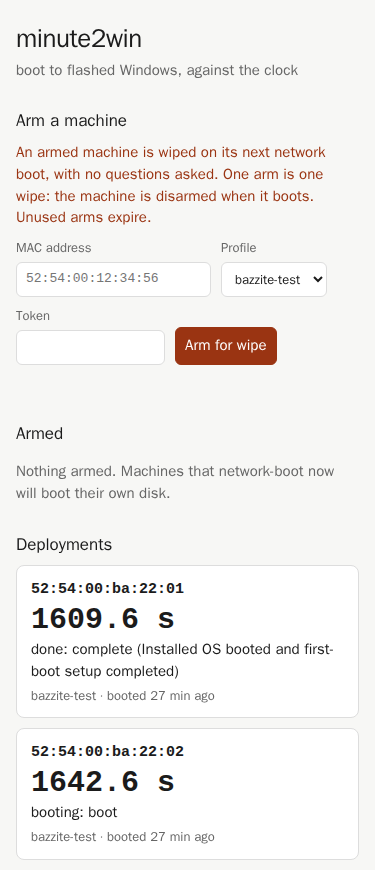 minute2win
boot to flashed Windows, against the clock
Arm a machine
An armed machine is wiped on its next network
boot, with no questions asked. One arm is one
wipe: the machine is disarmed when it boots.
Unused arms expire.
MAC address
Profile
52:54:00:12:34:56
bazzite-test
Token
Arm for wipe
Armed
Nothing armed. Machines that network-boot now
will boot their own disk.
Deployments
52:54:00:ba:22:01
1609.6 s
done: complete (Installed OS booted and first-
boot setup completed)
bazzite-test · booted 27 min ago
52:54:00:ba:22:02
1642.6 s
booting: boot
bazzite-test · booted 27 min ago